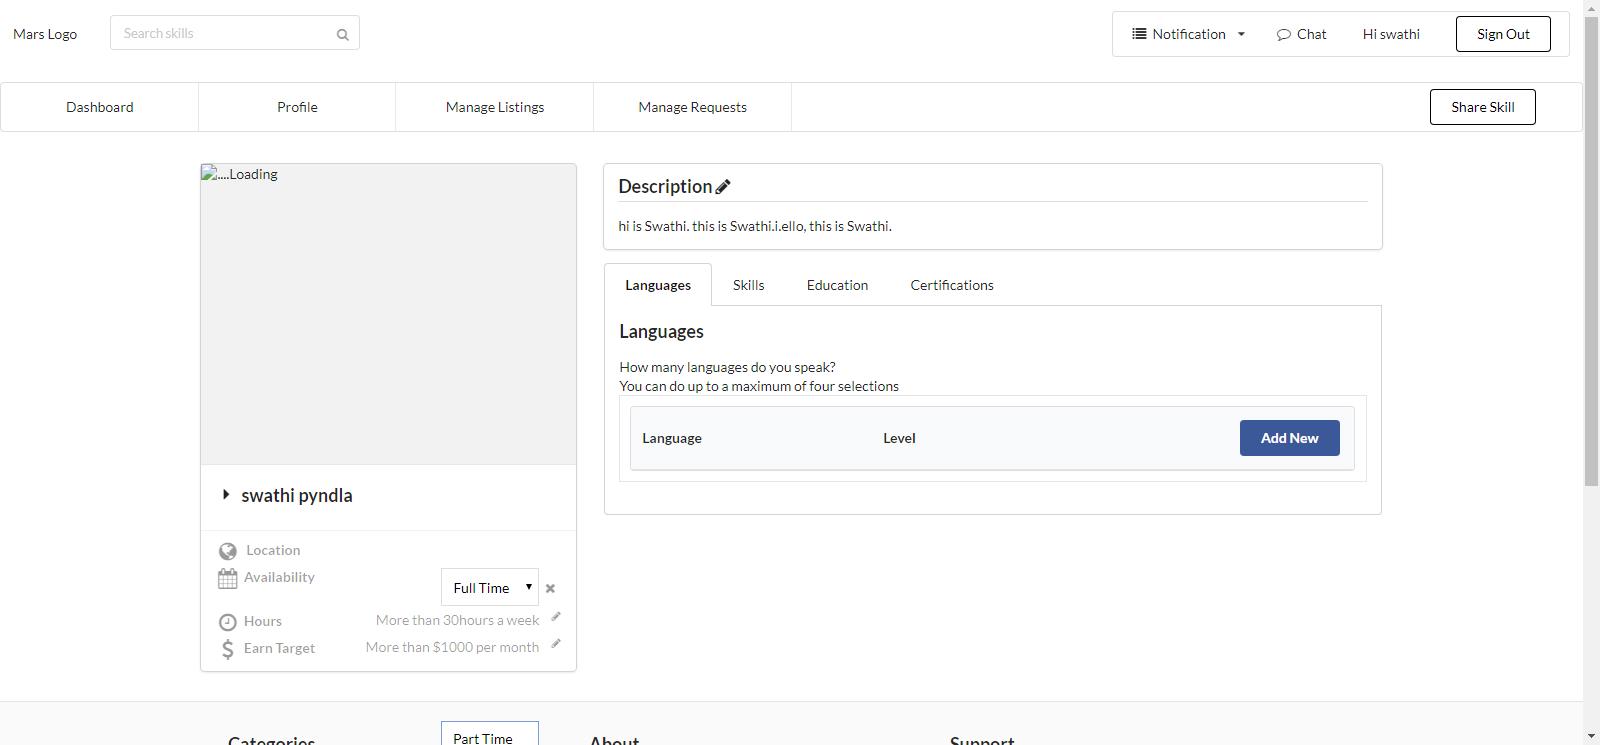 Mars Logo
Search skills
Notification
Chat
Hi swathi
Sign Out
Dashboard
Profile
Manage Listings
Manage Requests
Share Skill
....Loading
swathi pyndla
Location
Availability
Full Time
Hours
More than 30hours a week
Earn Target
More than $1000 per month
Description
hi is Swathi. this is Swathi.i.ello, this is Swathi.
Languages
Skills
Education
Certifications
Languages
How many languages do you speak?
You can do up to a maximum of four selections
Language
Level
Add New
Categories
Part Time
About
Support